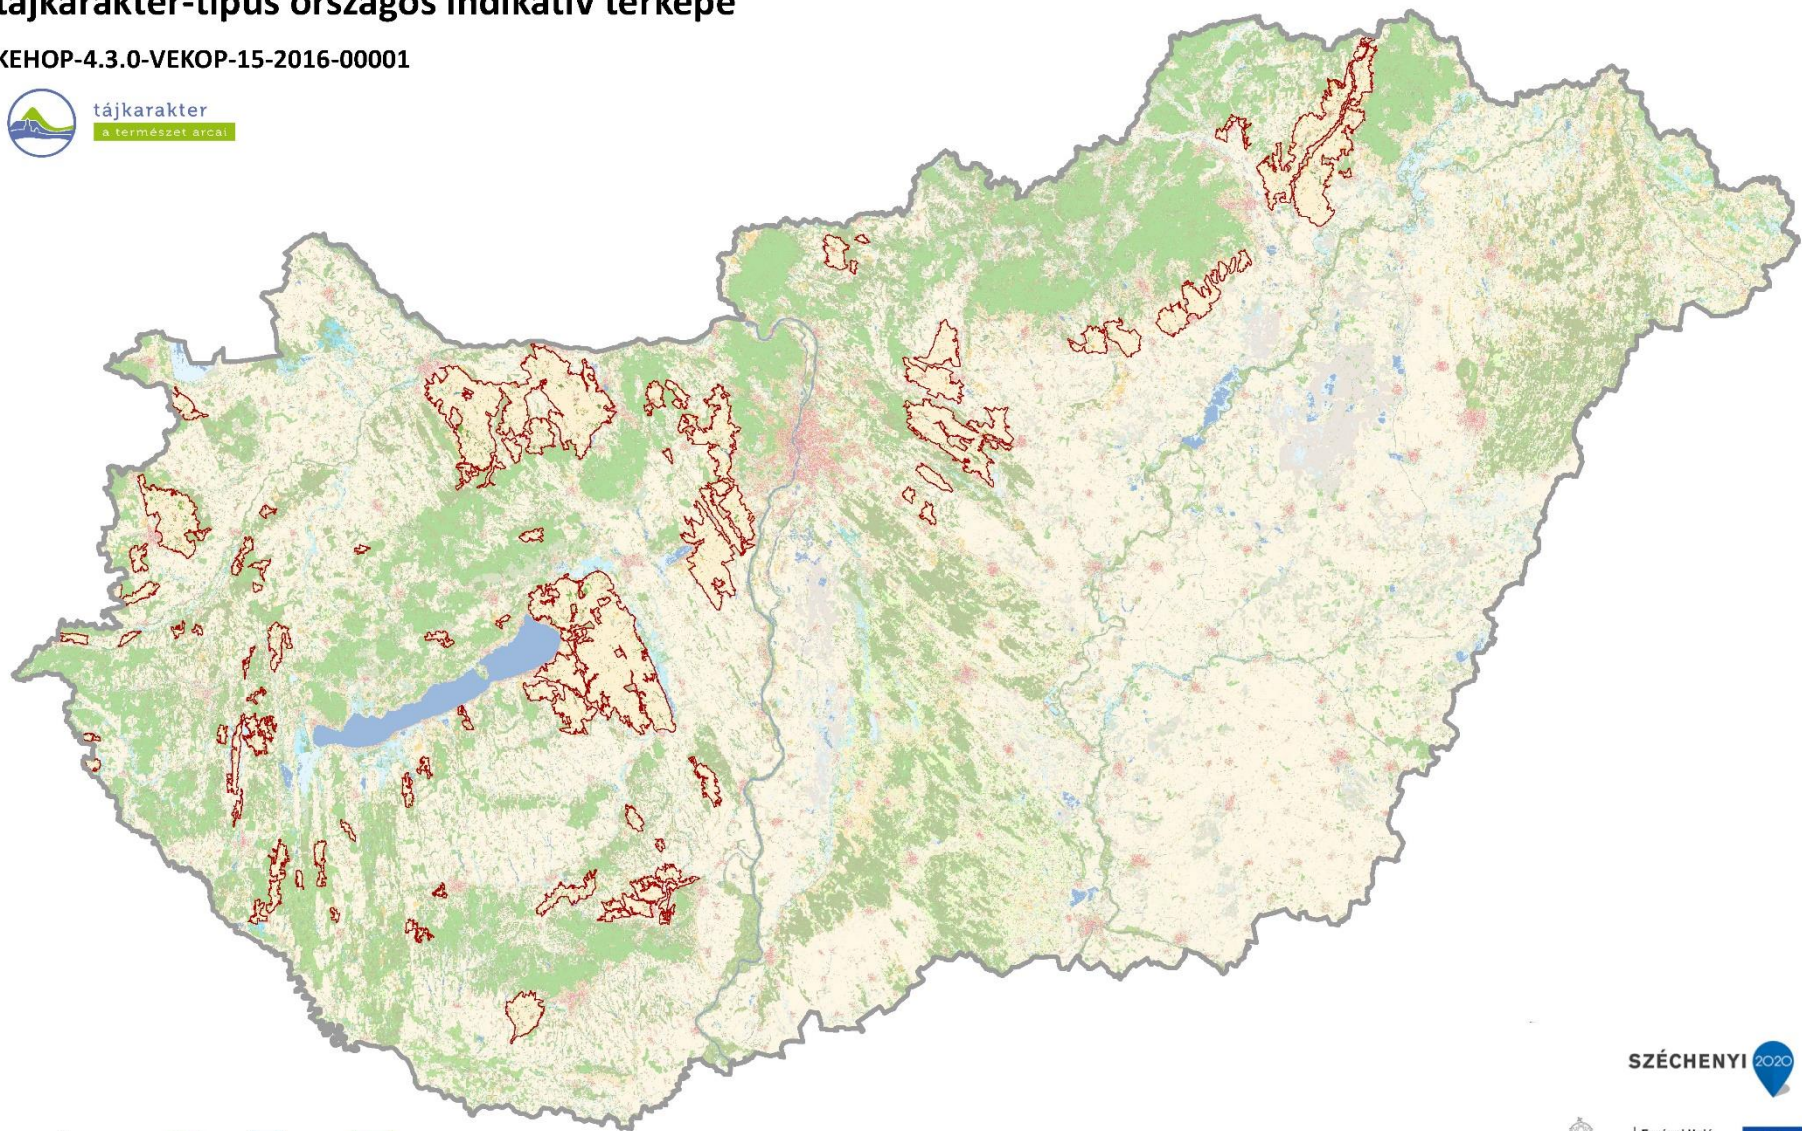 tájkarakter-típus országos indikatív térképe
KEHOP-4.3.0-VEKOP-15-2016-00001
tájkarakter
a természet arcai
SZÉCHENYI 2020